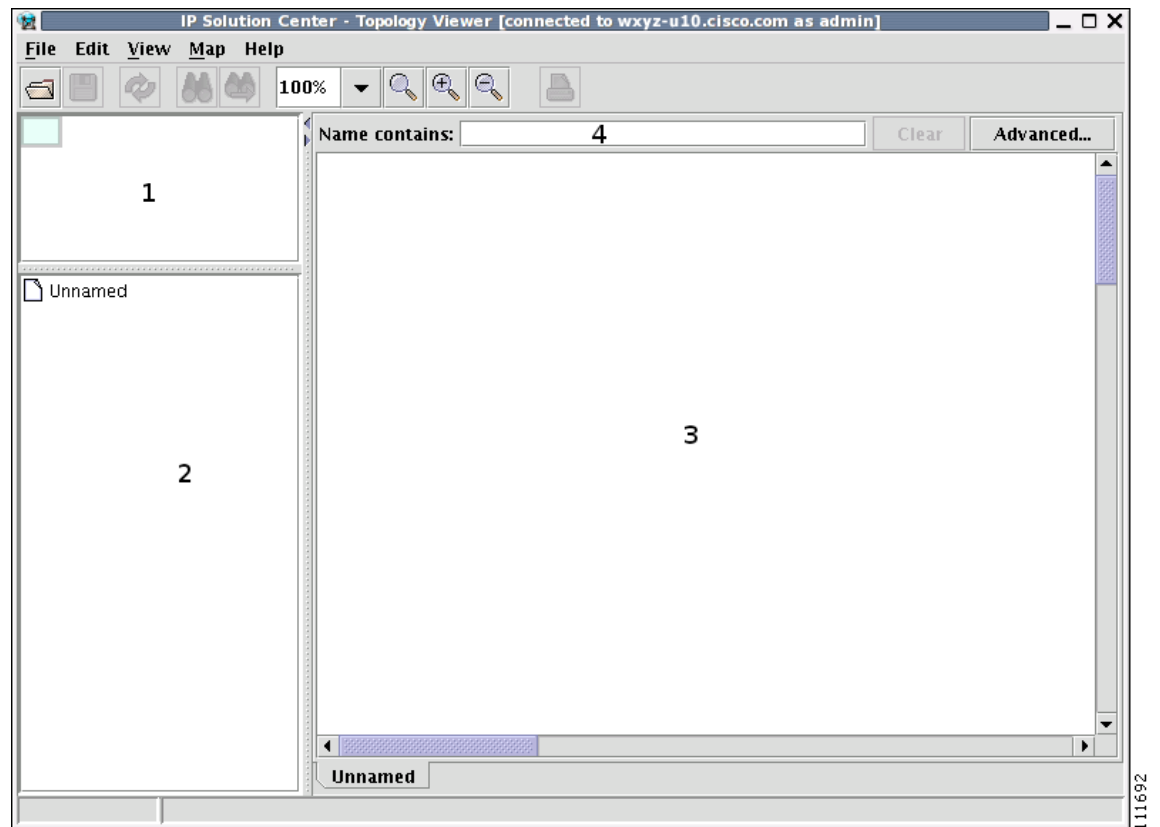 IP Solution Center - Topology Viewer [connected to wxyz-u10.cisco.com as admin]
File Edit View Map Help
100%
Name contains: 4 Clear Advanced...
1
Unnamed
2
3
Unnamed
111692